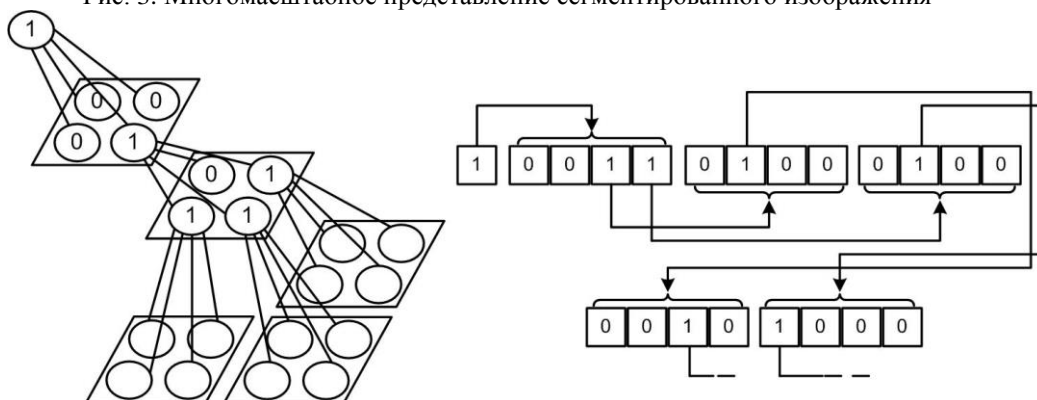 Рис. 3. Многомасштабное представление сегментированного изображения
1
0 0
0 1
0 1
1 1
1 0 0 1 1 0 1 0 0 0 1 0 0
0 0 1 0 1 0 0 0